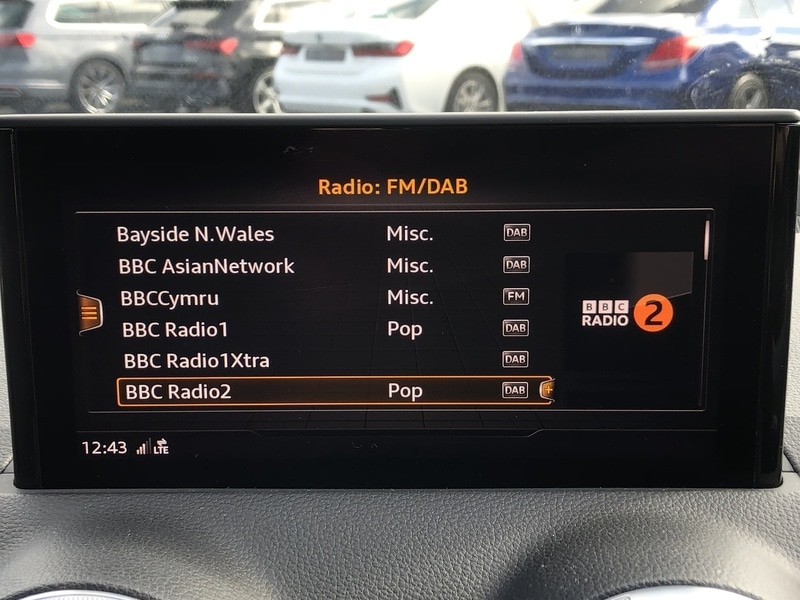 Radio: FM/DAB
Bayside N.Wales Misc. DAB
BBC AsianNetwork Misc. DAB
BBCCymru Misc. FM
BBC Radio1 Pop DAB
BBC Radio1Xtra DAB
BBC Radio2 Pop DAB
BBC
RADIO 2
12:43 LTE